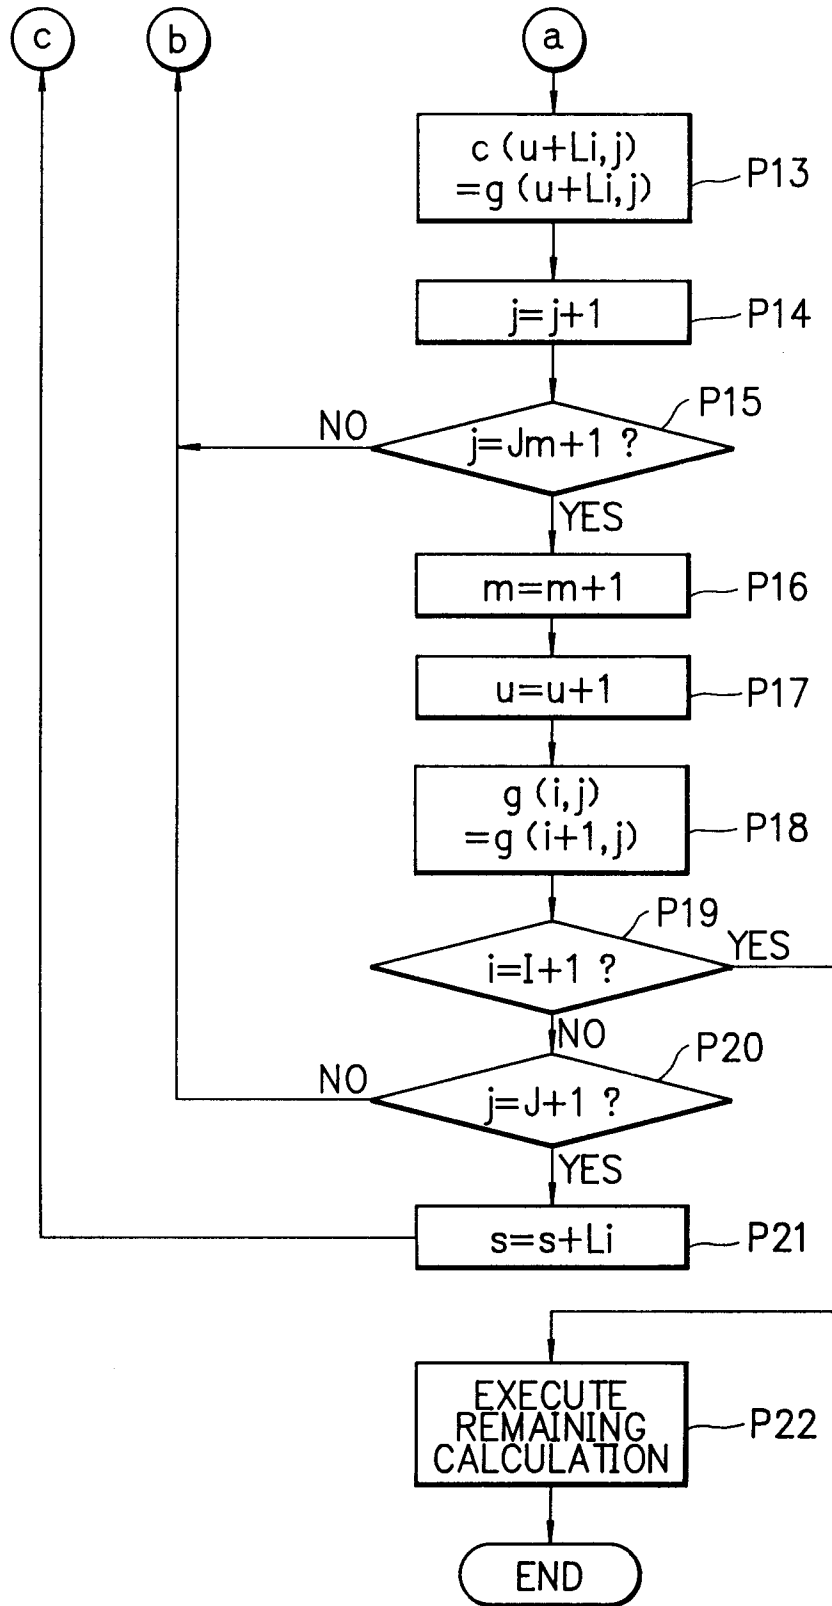 c
b
a
c (u+Li,j)
=g (u+Li,j)
P13
j=j+1
P14
P15
NO
j=Jm+1 ?
YES
m=m+1
P16
u=u+1
P17
g (i,j)
=g (i+1,j)
P18
P19
YES
i=I+1 ?
NO
P20
NO
j=J+1 ?
YES
s=s+Li
P21
EXECUTE
REMAINING
CALCULATION
P22
END